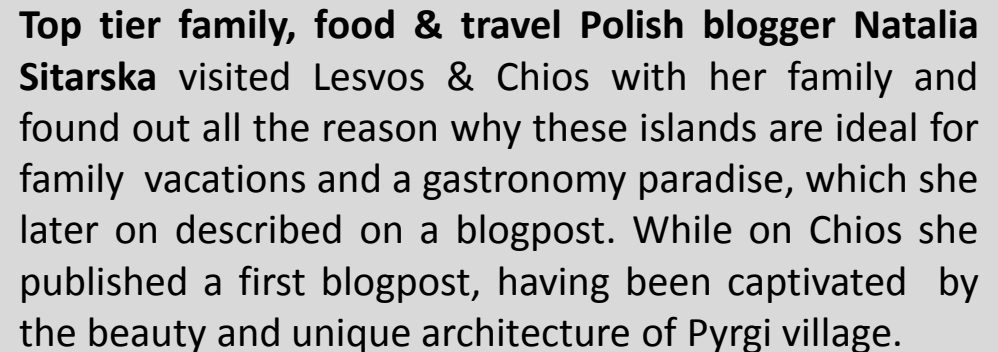 Top tier family, food & travel Polish blogger Natalia
Sitarska visited Lesvos & Chios with her family and
found out all the reason why these islands are ideal for
family  vacations and a gastronomy paradise, which she
later on described on a blogpost. While on Chios she
published a first blogpost, having been captivated  by
the beauty and unique architecture of Pyrgi village.